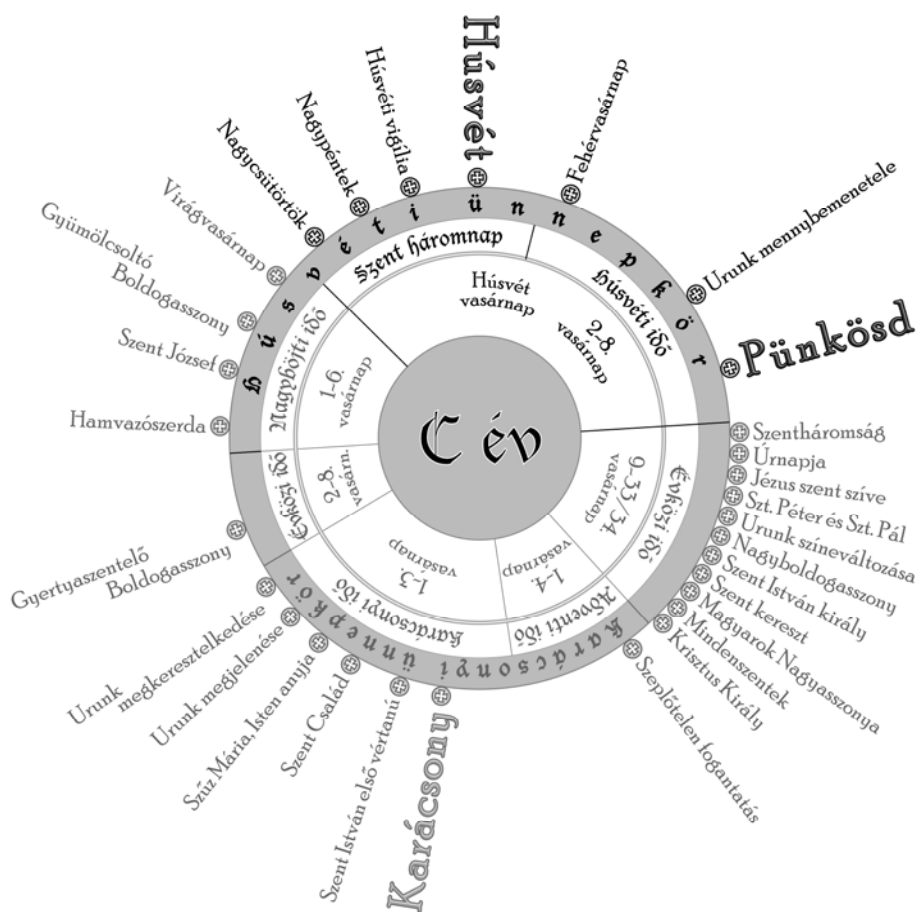 Húsvét
Fehérvasárnap
Urunk mennybemenetele
Pünkösd
Szentháromság
Úrnapja
Jézus szent szíve
Szt. Péter és Szt. Pál
Urunk színeváltozása
Nagyboldogasszony
Szent István király
Szent kereszt
Magyarok Nagyasszonya
Mindenszentek
Krisztus Király
Szeplőtelen fogantatás
Karácsony
Szent István első vértanú
Szent Család
Szűz Mária, Isten anyja
Urunk megjelenése
Urunk
megkeresztelkedése
Gyertyaszentelő
Boldogasszony
Hamvazószerda
Szent József
Gyümölcsoltó
Boldogasszony
Virágvasárnap
Nagycsütörtök
Nagypéntek
Húsvéti vigília
Húsvéti ünnepkör
Karácsonyi ünnepkör
Szent háromnap
Húsvéti idő
Évközi idő
Adventi idő
Karácsonyi idő
Évközi idő
Nagyböjti idő
Húsvét
vasárnap
2-8.
vasárnap
9-33/34.
vasárnap
1-4.
vasárnap
1-3.
vasárnap
2-8.
vasárn.
1-6.
vasárnap
C év